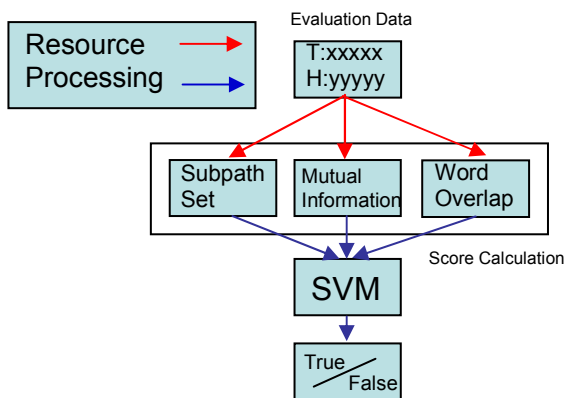 Evaluation Data
Resource
Processing
T:xxxxx
H:yyyyy
Subpath
Set
Mutual
Information
Word
Overlap
Score Calculation
SVM
True
False